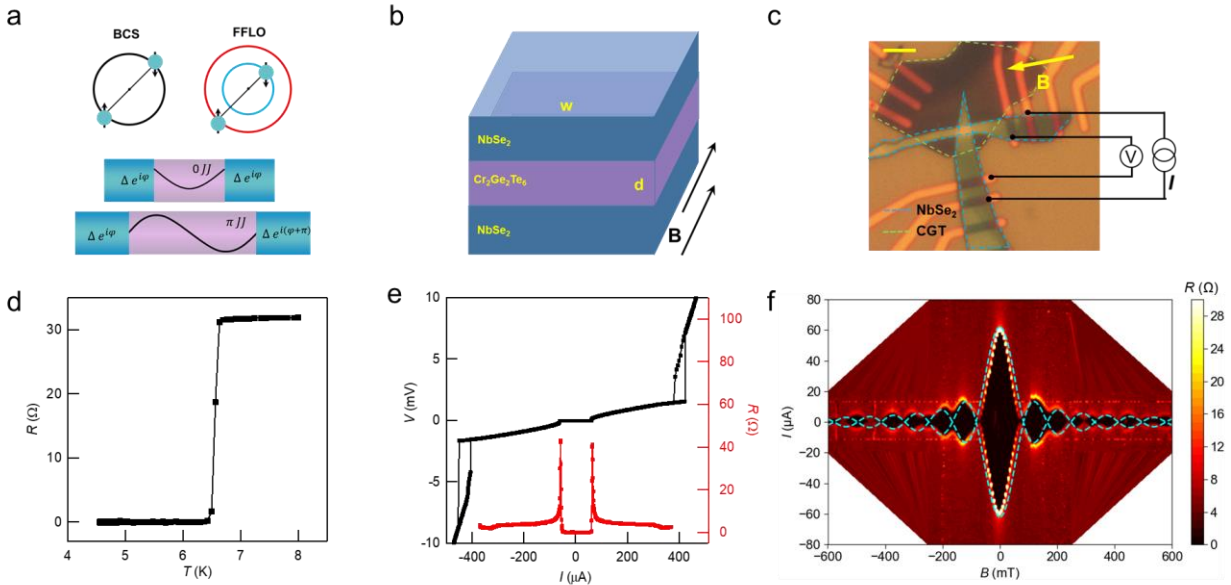 a
BCS
FFLO
0 JJ
Δ e^{iφ}
Δ e^{iφ}
π JJ
Δ e^{iφ}
Δ e^{i(φ+π)}
b
W
NbSe₂
Cr₂Ge₂Te₆
d
NbSe₂
B
c
B
V
I
NbSe₂
CGT
d
R (Ω)
30
20
10
0
4
5
6
7
8
T (K)
e
V (mV)
10
5
0
-5
-10
-400
-200
0
200
400
I (μA)
R (Ω)
100
80
60
40
20
0
f
I (μA)
80
60
40
20
0
−20
−40
−60
−80
−600
−400
−200
0
200
400
600
B (mT)
R (Ω)
28
24
20
16
12
8
4
0